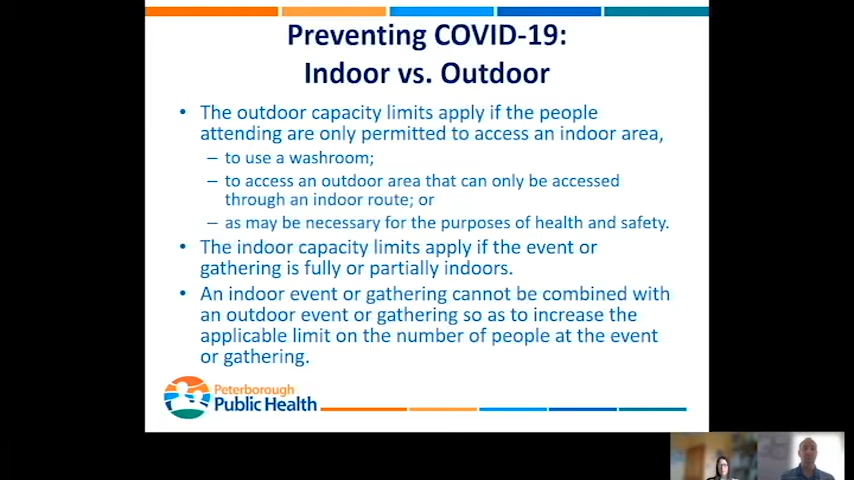 Preventing COVID-19:
Indoor vs. Outdoor
• The outdoor capacity limits apply if the people
attending are only permitted to access an indoor area,
– to use a washroom;
– to access an outdoor area that can only be accessed
through an indoor route; or
– as may be necessary for the purposes of health and safety.
• The indoor capacity limits apply if the event or
gathering is fully or partially indoors.
• An indoor event or gathering cannot be combined with
an outdoor event or gathering so as to increase the
applicable limit on the number of people at the event
or gathering.
Peterborough
Public Health